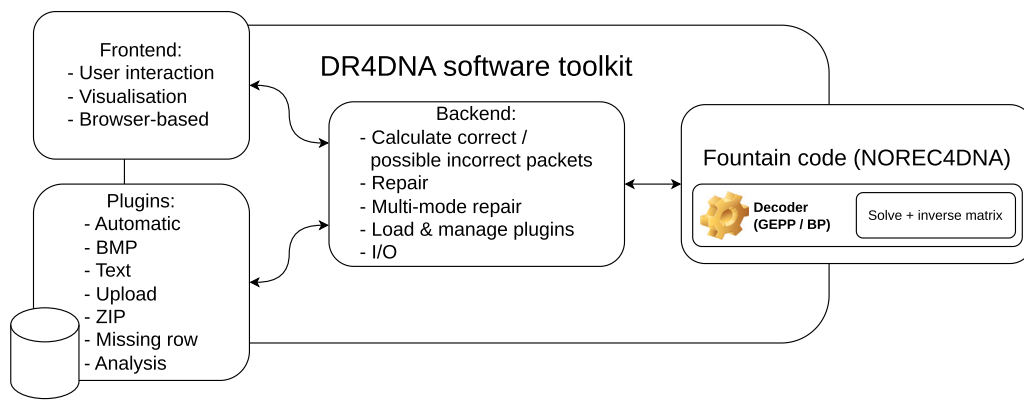 Frontend:
- User interaction
- Visualisation
- Browser-based
DR4DNA software toolkit
Backend:
- Calculate correct /
possible incorrect packets
- Repair
- Multi-mode repair
- Load & manage plugins
- I/O
Fountain code (NOREC4DNA)
Decoder
(GEPP / BP)
Solve + inverse matrix
Plugins:
- Automatic
- BMP
- Text
- Upload
- ZIP
- Missing row
- Analysis